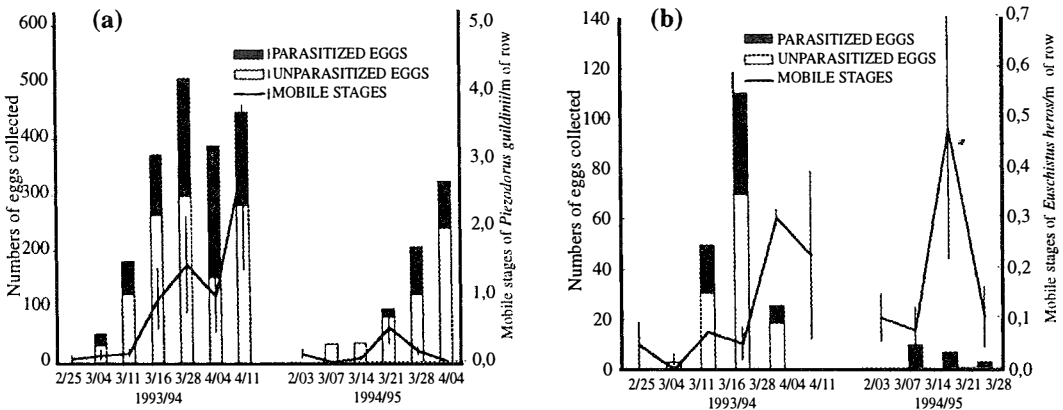 (a)
600
500
400
300
200
100
0
Numbers of eggs collected
PARASITIZED EGGS
UNPARASITIZED EGGS
MOBILE STAGES
5,0
4,0
3,0
2,0
1,0
0,0
Mobile stages of Piezodorus guildinii/m of row
2/25 3/04 3/11 3/16 3/28 4/04 4/11
1993/94
2/03 3/07 3/14 3/21 3/28 4/04
1994/95
(b)
140
120
100
80
60
40
20
0
Numbers of eggs collected
PARASITIZED EGGS
UNPARASITIZED EGGS
MOBILE STAGES
0,7
0,6
0,5
0,4
0,3
0,2
0,1
0,0
Mobile stages of Euschistus heros/m of row
2/25 3/04 3/11 3/16 3/28 4/04 4/11
1993/94
2/03 3/07 3/14 3/21 3/28
1994/95